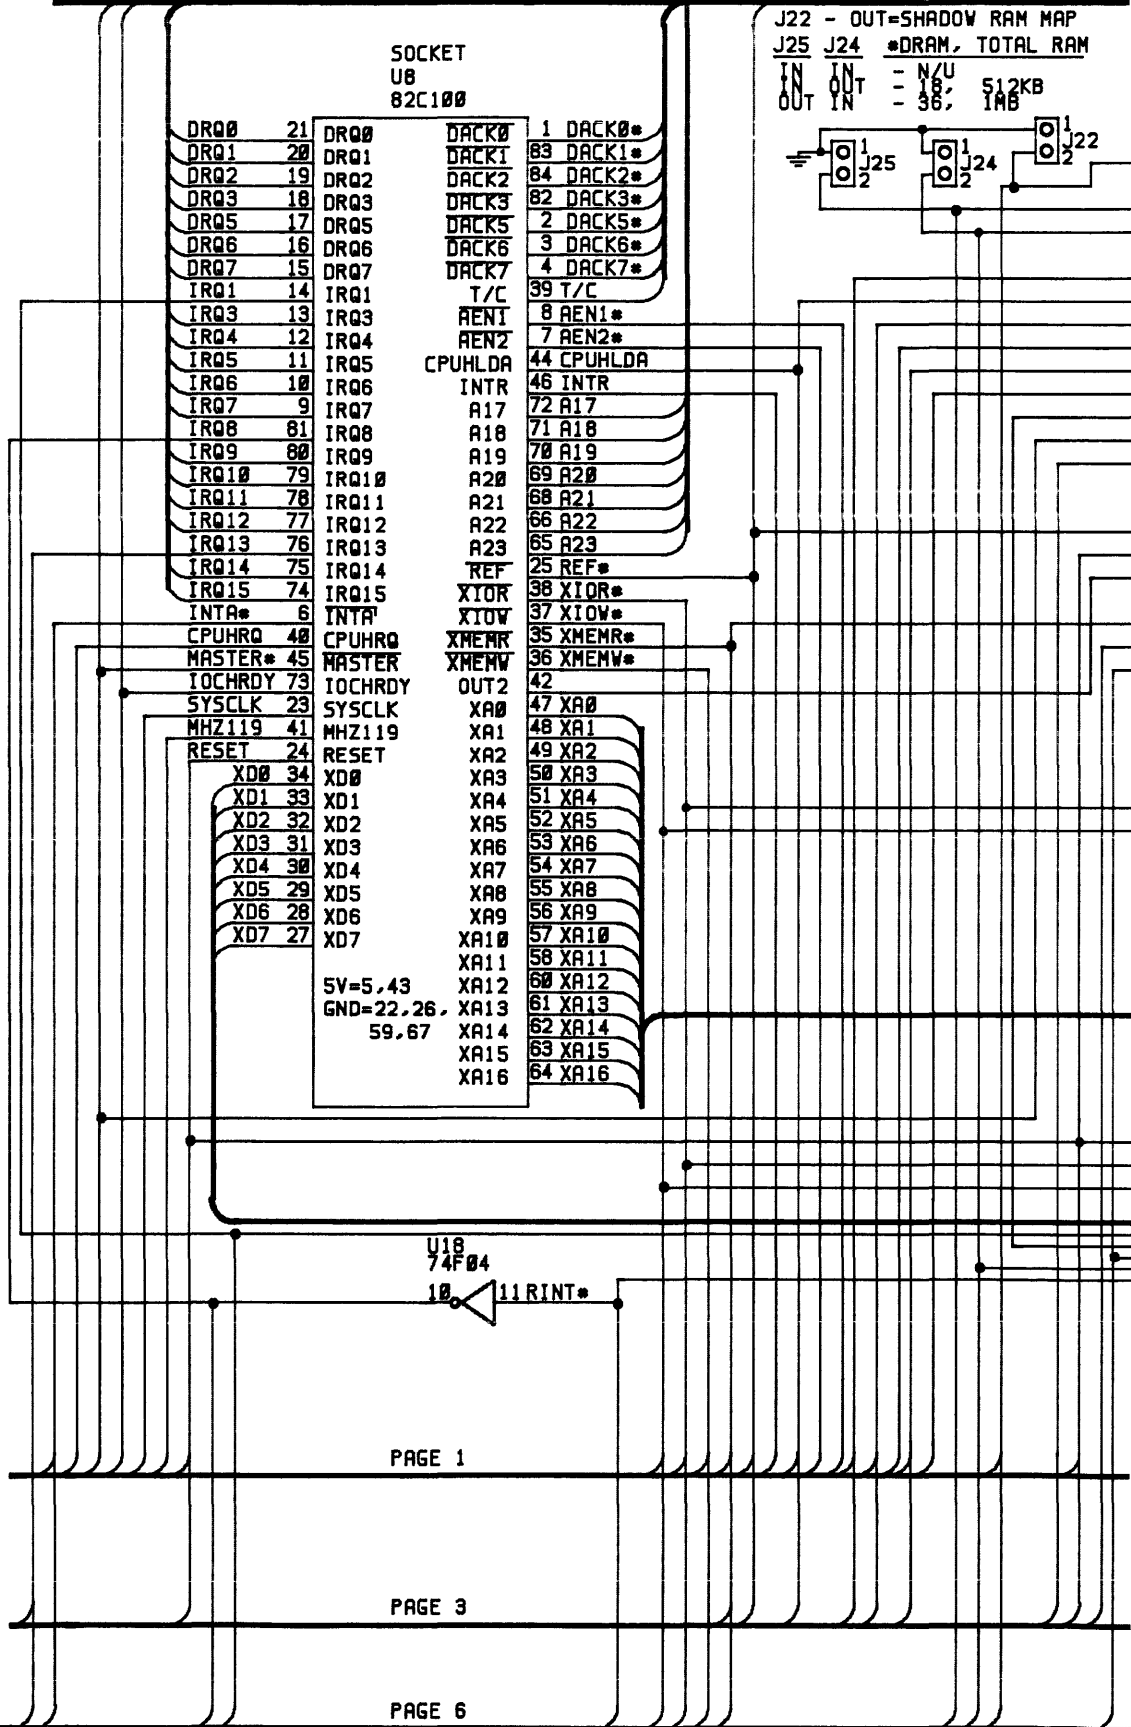 J22 - OUT=SHADOW RAM MAP
J25 J24 *DRAM, TOTAL RAM
IN IN - N/U
IN OUT - 18, 512KB
OUT IN - 36, 1MB
SOCKET
U8
82C100
1
2
J25
1
2
J24
1
2
J22
DRQ0 21 DRQ0 DACK0 1 DACK0*
DRQ1 20 DRQ1 DACK1 83 DACK1*
DRQ2 19 DRQ2 DACK2 84 DACK2*
DRQ3 18 DRQ3 DACK3 82 DACK3*
DRQ5 17 DRQ5 DACK5 2 DACK5*
DRQ6 16 DRQ6 DACK6 3 DACK6*
DRQ7 15 DRQ7 DACK7 4 DACK7*
IRQ1 14 IRQ1 T/C 39 T/C
IRQ3 13 IRQ3 AEN1 8 AEN1*
IRQ4 12 IRQ4 AEN2 7 AEN2*
IRQ5 11 IRQ5 CPUHLDA 44 CPUHLDA
IRQ6 10 IRQ6 INTR 46 INTR
IRQ7 9 IRQ7 A17 72 A17
IRQ8 81 IRQ8 A18 71 A18
IRQ9 80 IRQ9 A19 70 A19
IRQ10 79 IRQ10 A20 69 A20
IRQ11 78 IRQ11 A21 68 A21
IRQ12 77 IRQ12 A22 66 A22
IRQ13 76 IRQ13 A23 65 A23
IRQ14 75 IRQ14 REF 25 REF*
IRQ15 74 IRQ15 XIOR 38 XIOR*
INTA* 6 INTA XIOW 37 XIOW*
CPUHRQ 40 CPUHRQ XMEMR 35 XMEMR*
MASTER* 45 MASTER XMEMW 36 XMEMW*
IOCHRDY 73 IOCHRDY OUT2 42
SYSCLK 23 SYSCLK XA0 47 XA0
MHZ119 41 MHZ119 XA1 48 XA1
RESET 24 RESET XA2 49 XA2
XD0 34 XD0 XA3 50 XA3
XD1 33 XD1 XA4 51 XA4
XD2 32 XD2 XA5 52 XA5
XD3 31 XD3 XA6 53 XA6
XD4 30 XD4 XA7 54 XA7
XD5 29 XD5 XA8 55 XA8
XD6 28 XD6 XA9 56 XA9
XD7 27 XD7 XA10 57 XA10
XA11 58 XA11
5V=5,43 XA12 60 XA12
GND=22,26, XA13 61 XA13
59,67 XA14 62 XA14
XA15 63 XA15
XA16 64 XA16
U18
74F04
10 11 RINT*
PAGE 1
PAGE 3
PAGE 6